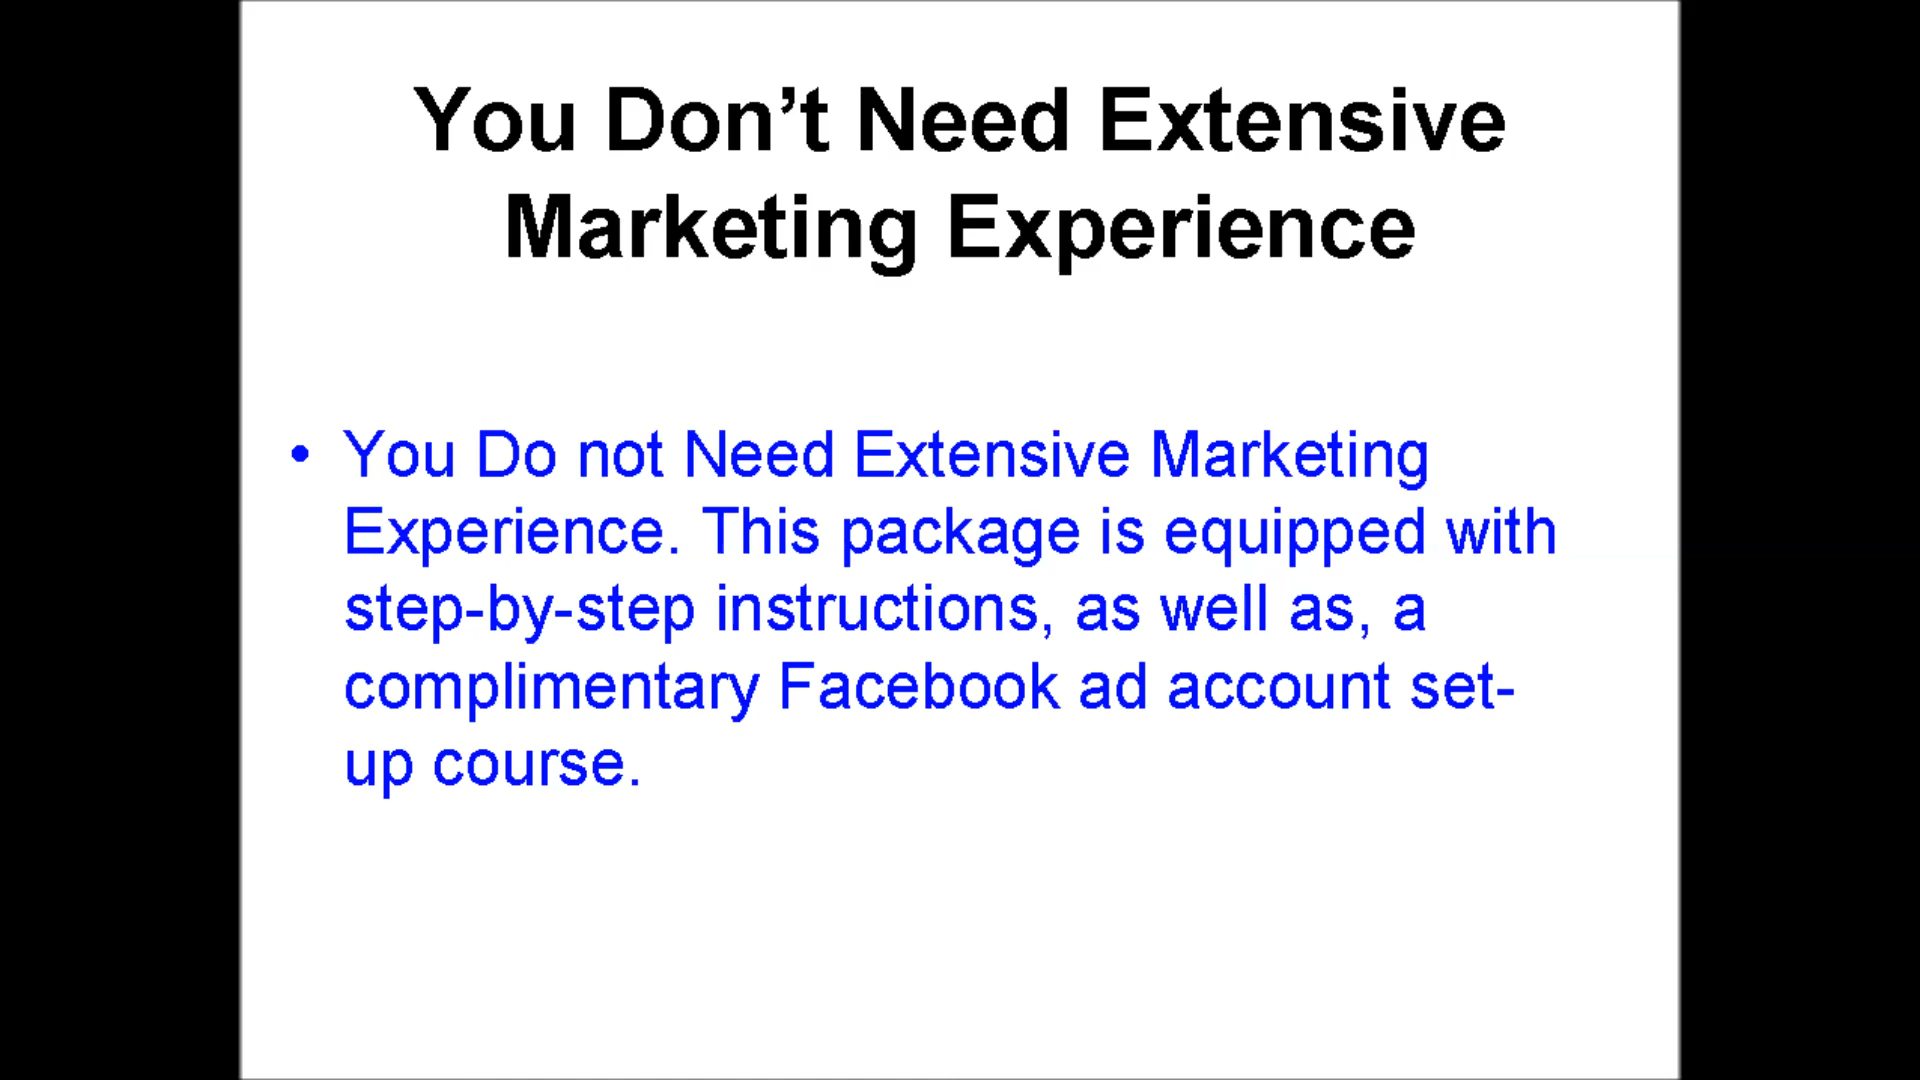 You Don’t Need Extensive
Marketing Experience
• You Do not Need Extensive Marketing
Experience. This package is equipped with
step-by-step instructions, as well as, a
complimentary Facebook ad account set-
up course.